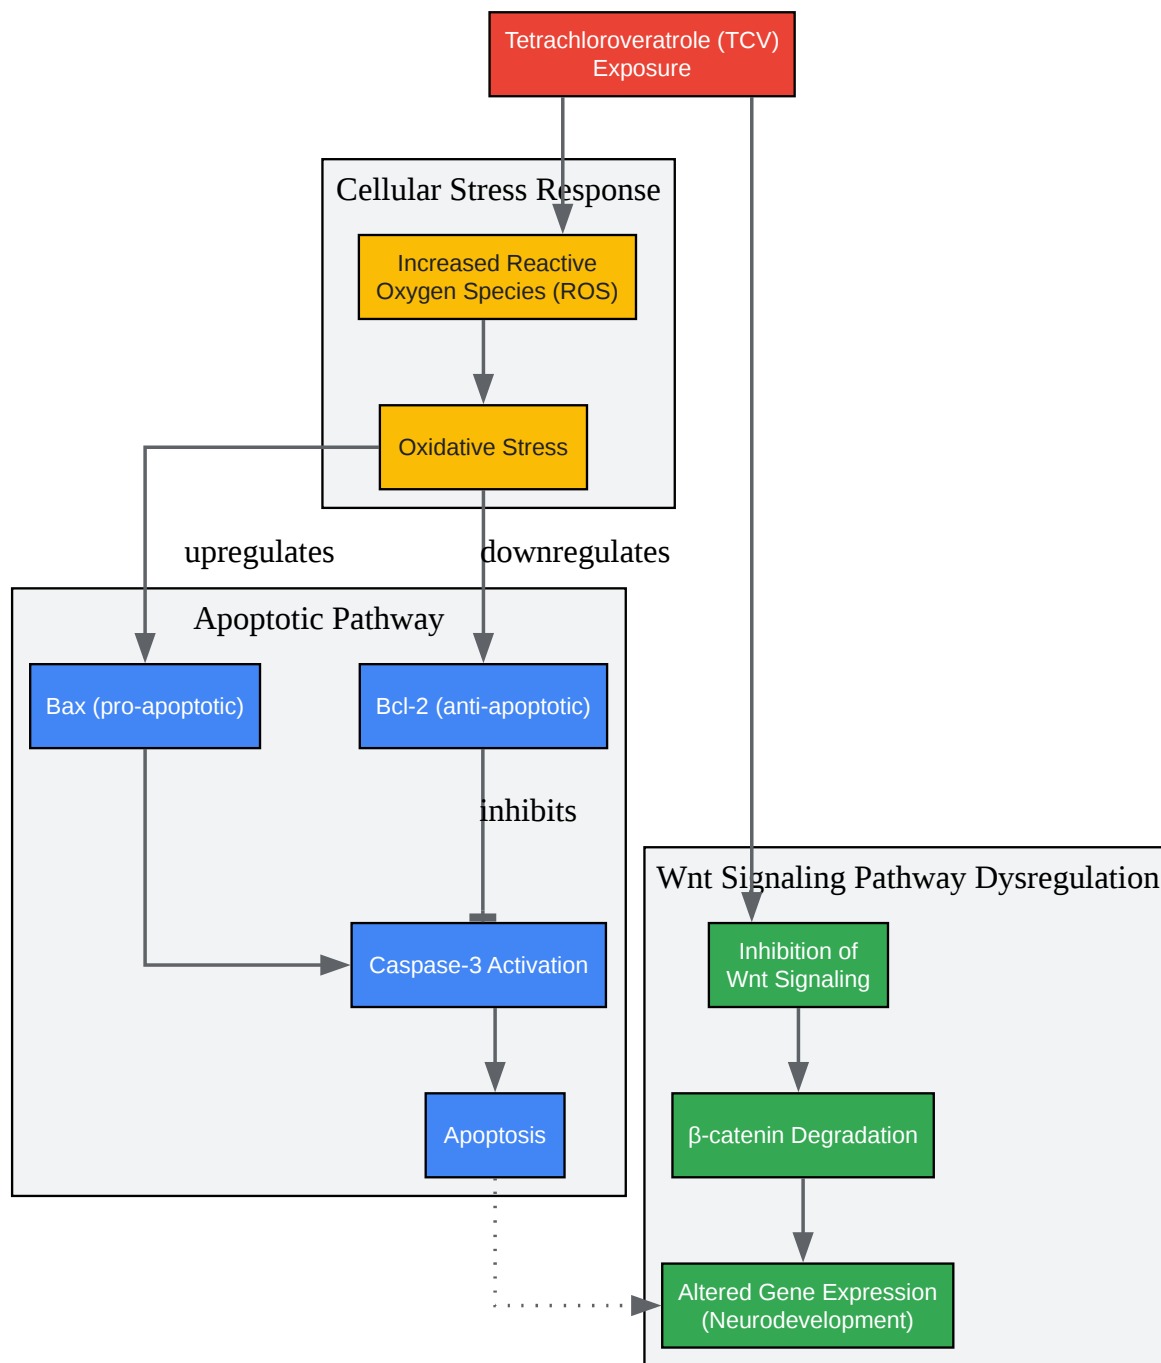 Tetrachloroveratrole (TCV)
Exposure
Cellular Stress Response
Increased Reactive
Oxygen Species (ROS)
Oxidative Stress
upregulates
downregulates
Apoptotic Pathway
Bax (pro-apoptotic)
Bcl-2 (anti-apoptotic)
inhibits
Wnt Signaling Pathway Dysregulation
Caspase-3 Activation
Inhibition of
Wnt Signaling
Apoptosis
β-catenin Degradation
Altered Gene Expression
(Neurodevelopment)